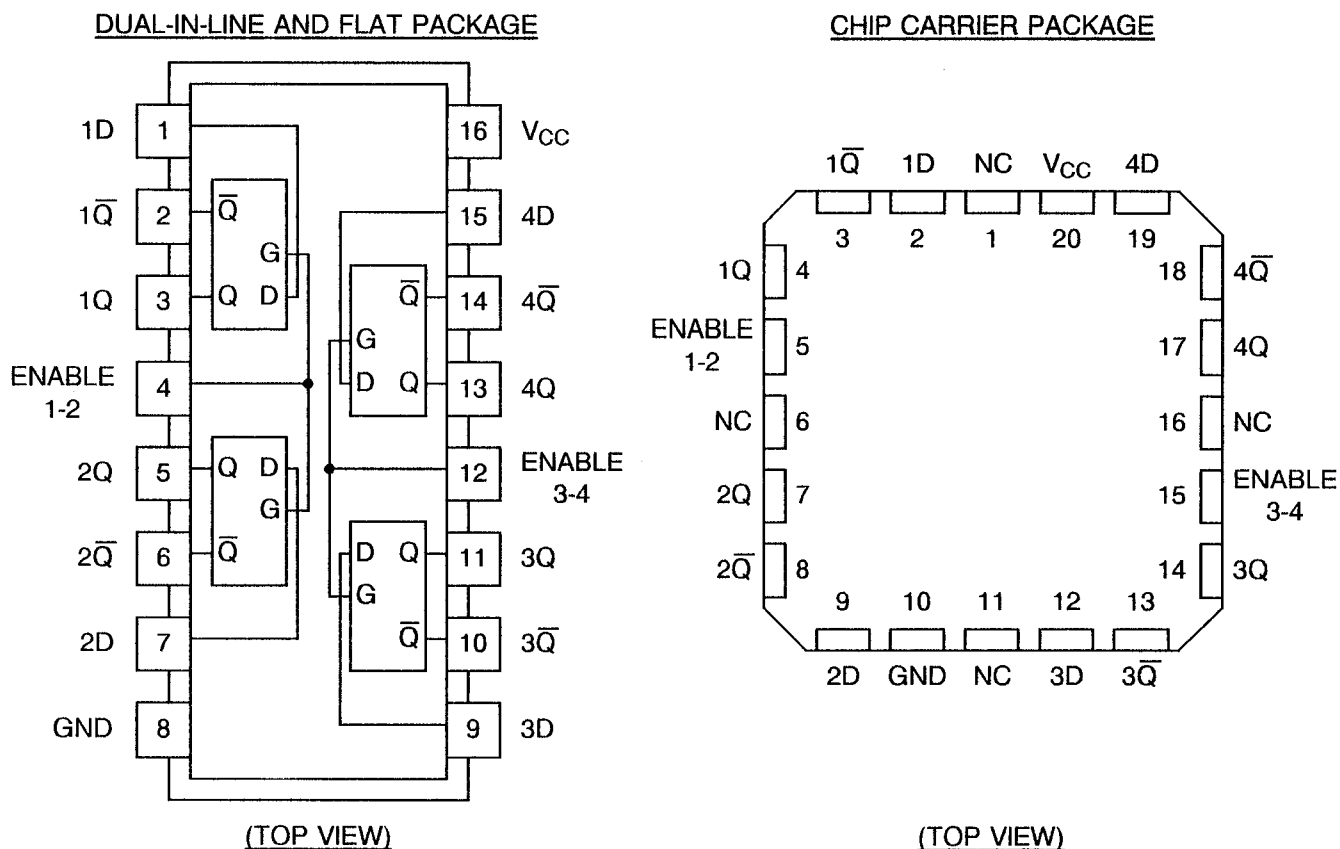 DUAL-IN-LINE AND FLAT PACKAGE
1D 1 16 VCC
1Q̅ 2 Q̅ 15 4D
G
1Q 3 Q D Q̅ 14 4Q̅
G
ENABLE 1-2 4 D Q 13 4Q
2Q 5 Q D 12 ENABLE 3-4
G
2Q̅ 6 Q̅ D Q 11 3Q
G
2D 7 Q̅ 10 3Q̅
GND 8 9 3D
(TOP VIEW)
CHIP CARRIER PACKAGE
1Q̅ 1D NC VCC 4D
3 2 1 20 19
1Q 4 18 4Q̅
ENABLE 1-2 5 17 4Q
NC 6 16 NC
2Q 7 15 ENABLE 3-4
2Q̅ 8 14 3Q
9 10 11 12 13
2D GND NC 3D 3Q̅
(TOP VIEW)